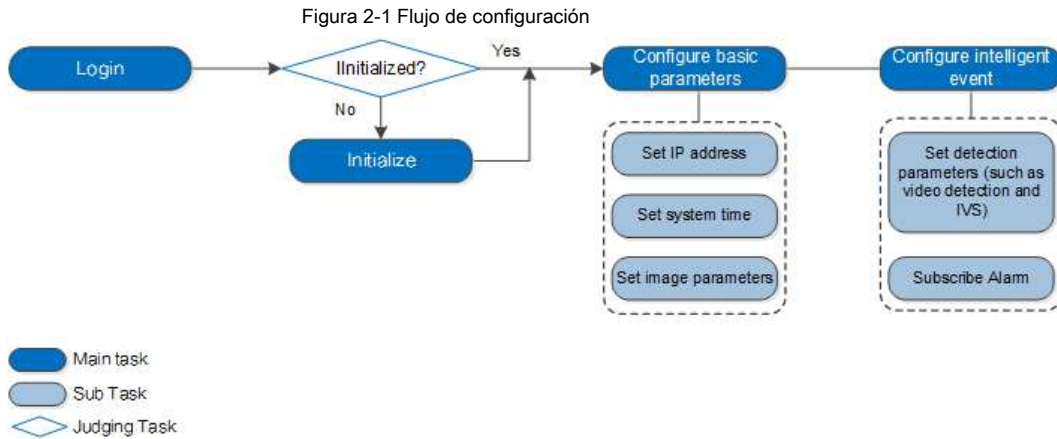 Figura 2-1 Flujo de configuración
Login
IInitialized?
Yes
No
Initialize
Configure basic
parameters
Set IP address
Set system time
Set image parameters
Configure intelligent
event
Set detection
parameters (such as
video detection and
IVS)
Subscribe Alarm
Main task
Sub Task
Judging Task